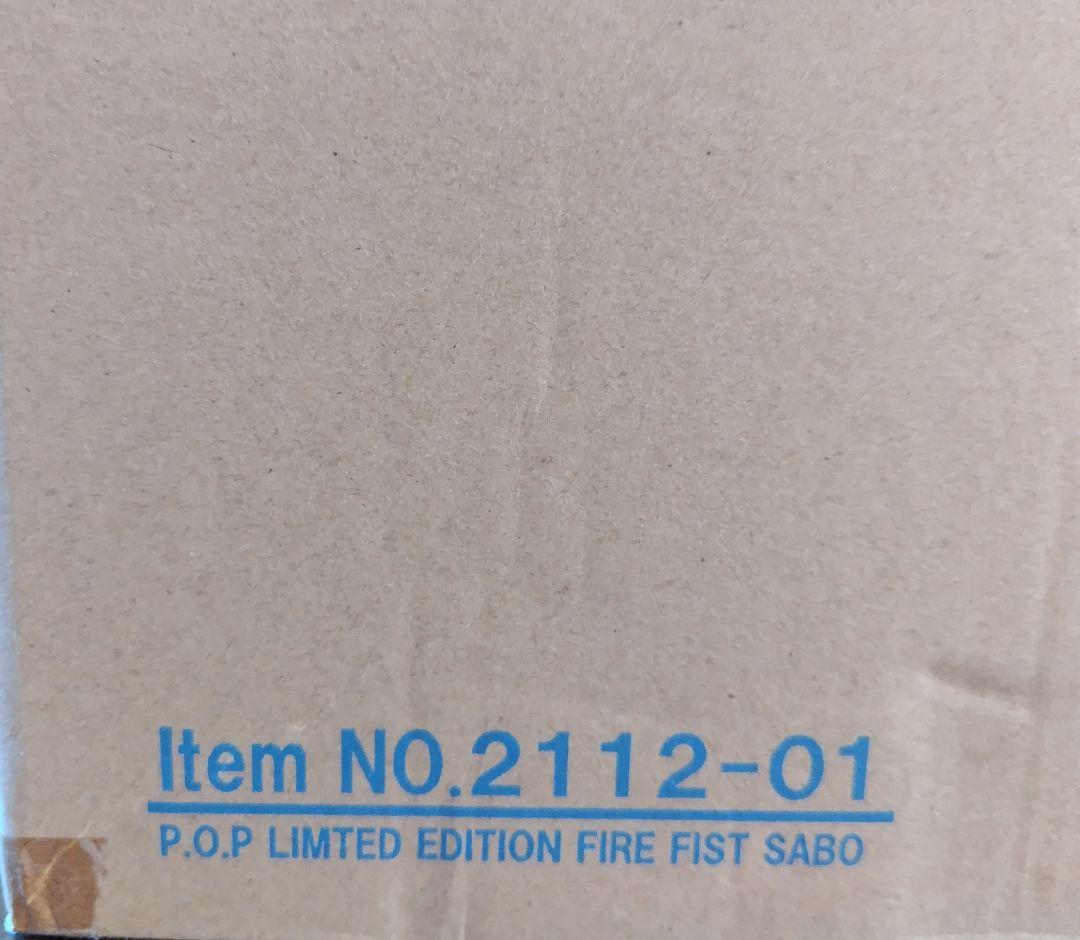 Item NO.2112-01
P.O.P LIMTED EDITION FIRE FIST SABO